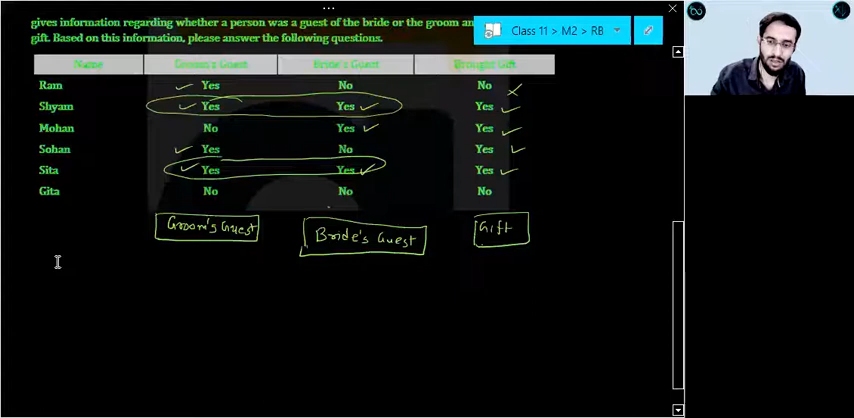 gives information regarding whether a person was a guest of the bride or the groom an
gift. Based on this information, please answer the following questions.
Class 11 > M2 > RB
Name Groom's Guest Bride's Guest Brought Gift
Ram Yes No No
Shyam Yes Yes Yes
Mohan No Yes Yes
Sohan Yes No Yes
Sita Yes Yes Yes
Gita No No No
Groom's Guest Bride's Guest Gift